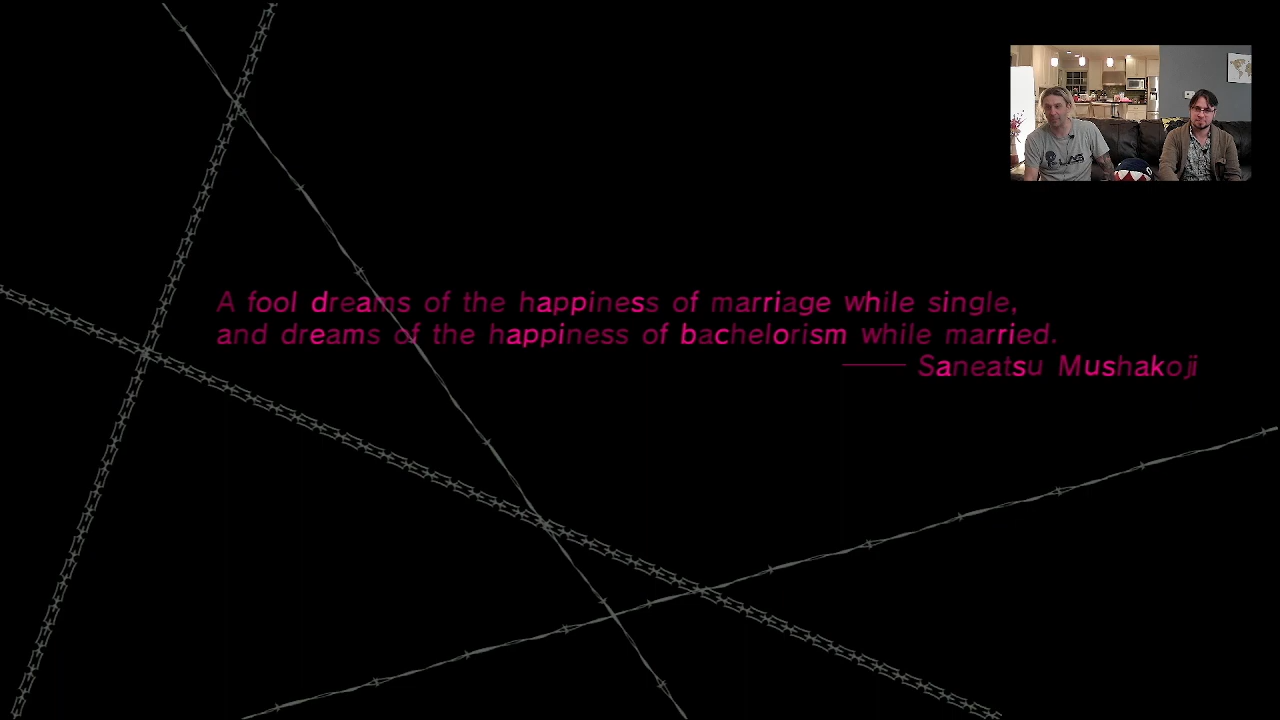 A fool dreams of the happiness of marriage while single,
and dreams of the happiness of bachelorism while married.
—— Saneatsu Mushakoji